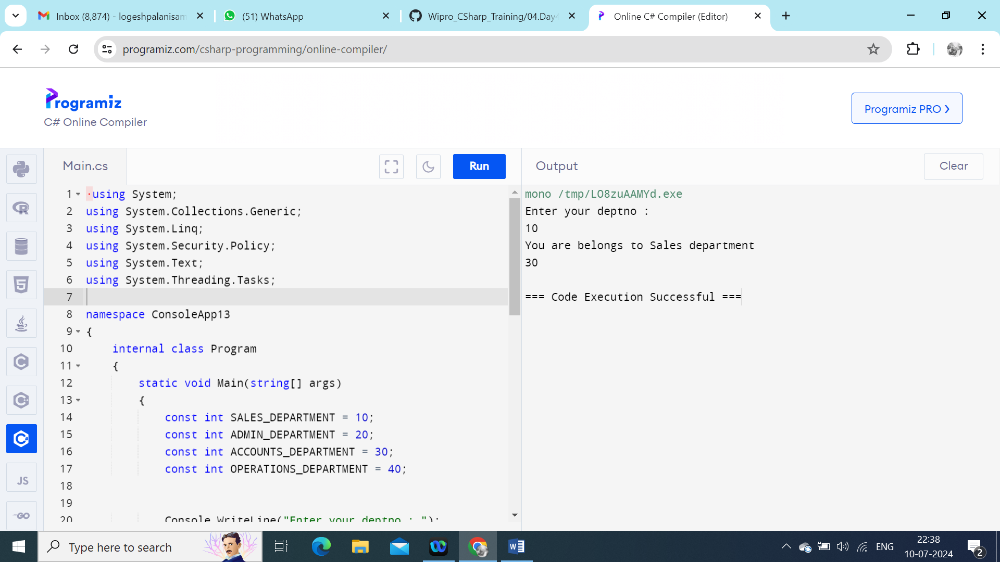 Inbox (8,874) - logeshpalanisam
(51) WhatsApp
Wipro_CSharp_Training/04.Day4
Online C# Compiler (Editor)
programiz.com/csharp-programming/online-compiler/
Programiz
C# Online Compiler
Programiz PRO
Main.cs
Run
Output
Clear
1 using System;
2 using System.Collections.Generic;
3 using System.Linq;
4 using System.Security.Policy;
5 using System.Text;
6 using System.Threading.Tasks;
7
8 namespace ConsoleApp13
9 {
10 internal class Program
11 {
12 static void Main(string[] args)
13 {
14 const int SALES_DEPARTMENT = 10;
15 const int ADMIN_DEPARTMENT = 20;
16 const int ACCOUNTS_DEPARTMENT = 30;
17 const int OPERATIONS_DEPARTMENT = 40;
18
19
20 Console.WriteLine("Enter your deptno : ");
mono /tmp/LO8zuAAMYd.exe
Enter your deptno :
10
You are belongs to Sales department
30
=== Code Execution Successful ===
R
C
C
C#
JS
GO
Type here to search
W
ENG
22:38
10-07-2024
2